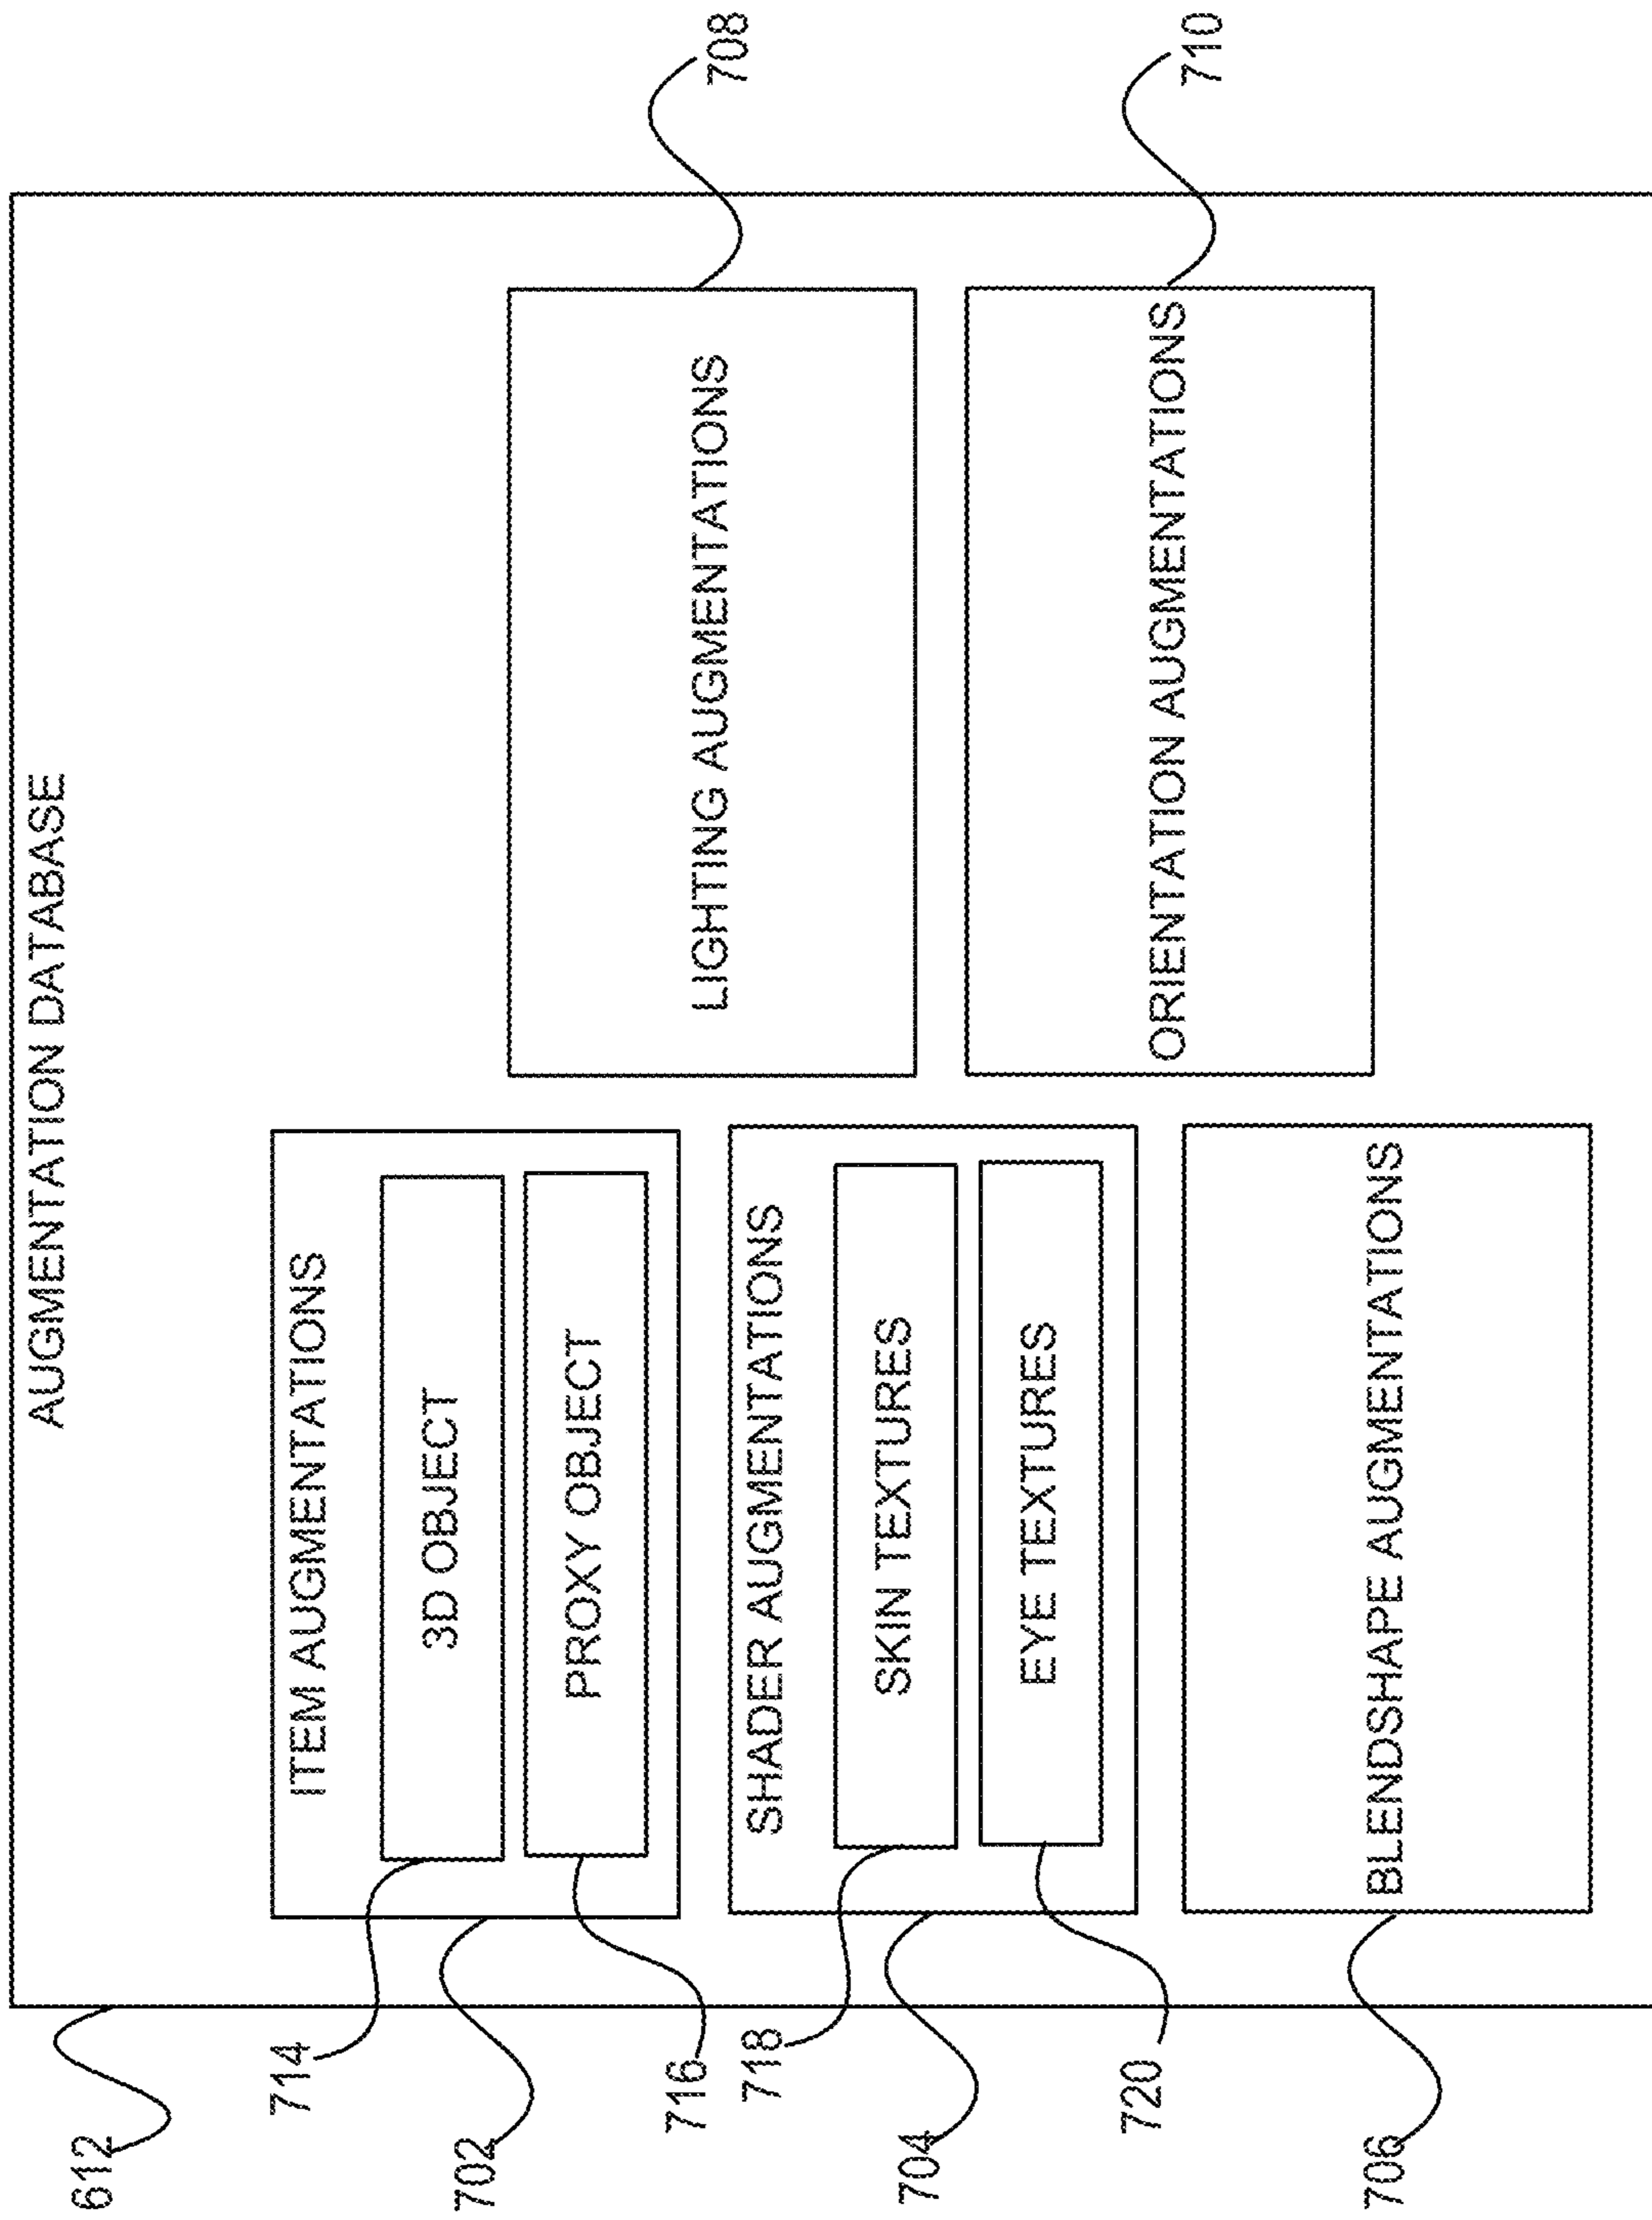 AUGMENTATION DATABASE
612
ITEM AUGMENTATIONS
714
3D OBJECT
702
PROXY OBJECT
716
SHADER AUGMENTATIONS
718
SKIN TEXTURES
704
EYE TEXTURES
720
BLENDSHAPE AUGMENTATIONS
706
LIGHTING AUGMENTATIONS
708
ORIENTATION AUGMENTATIONS
710